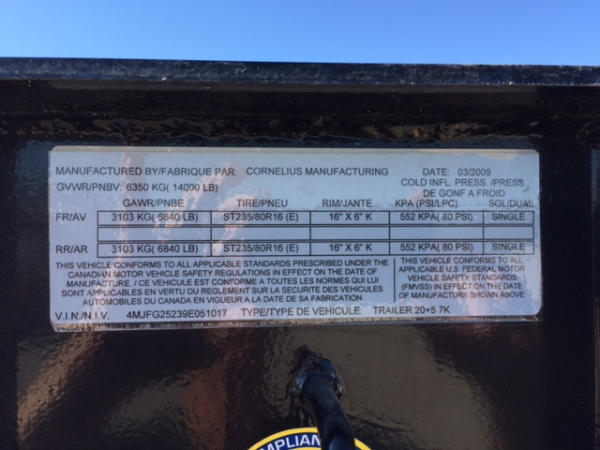 MANUFACTURED BY/FABRIQUE PAR: CORNELIUS MANUFACTURING DATE: 03/2009
GVWR/PNBV: 6350 KG( 14000 LB) COLD INFL. PRESS./PRESS
DE GONF A FROID
GAWR/PNBE TIRE/PNEU RIM/JANTE KPA (PSI/LPC) SGL/DUAL
FR/AV 3103 KG( 6840 LB) ST235/80R16 (E) 16" X 6" K 552 KPA( 80 PSI) SINGLE
RR/AR 3103 KG( 6840 LB) ST235/80R16 (E) 16" X 6" K 552 KPA( 80 PSI) SINGLE
THIS VEHICLE CONFORMS TO ALL APPLICABLE STANDARDS PRESCRIBED UNDER THE
CANADIAN MOTOR VEHICLE SAFETY REGULATIONS IN EFFECT ON THE DATE OF
MANUFACTURE. / CE VEHICULE EST CONFORME A TOUTES LES NORMES QUI LUI
SONT APPLICABLES EN VERTU DU REGLEMENT SUR LA SECURITE DES VEHICULES
AUTOMOBILES DU CANADA EN VIGUEUR A LA DATE DE SA FABRICATION.
THIS VEHICLE CONFORMS TO ALL
APPLICABLE U.S. FEDERAL MOTOR
VEHICLE SAFETY STANDARDS
(FMVSS) IN EFFECT ON THE DATE
OF MANUFACTURE SHOWN ABOVE
V.I.N./N.I.V. 4MJFG25239E051017 TYPE/TYPE DE VEHICULE: TRAILER 20+5 7K